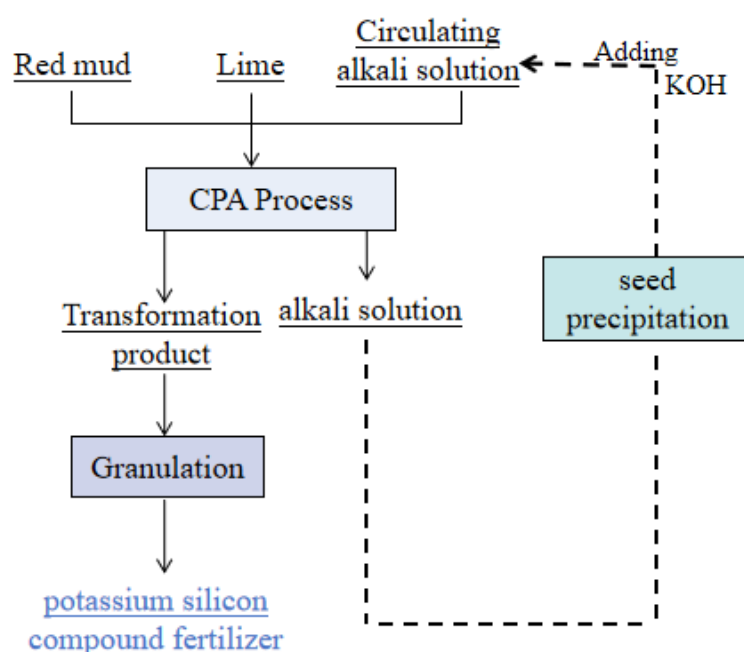 Red mud
Lime
Circulating
alkali solution
Adding
KOH
CPA Process
seed
precipitation
Transformation
product
alkali solution
Granulation
potassium silicon
compound fertilizer